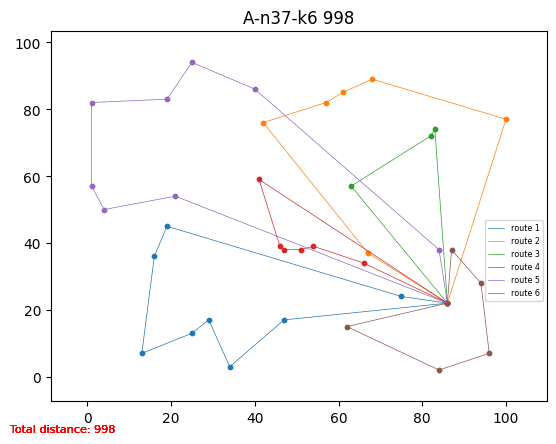 A-n37-k6 998
100
80
60
40
20
0
route 1
route 2
route 3
route 4
route 5
route 6
0 20 40 60 80 100
Total distance: 998